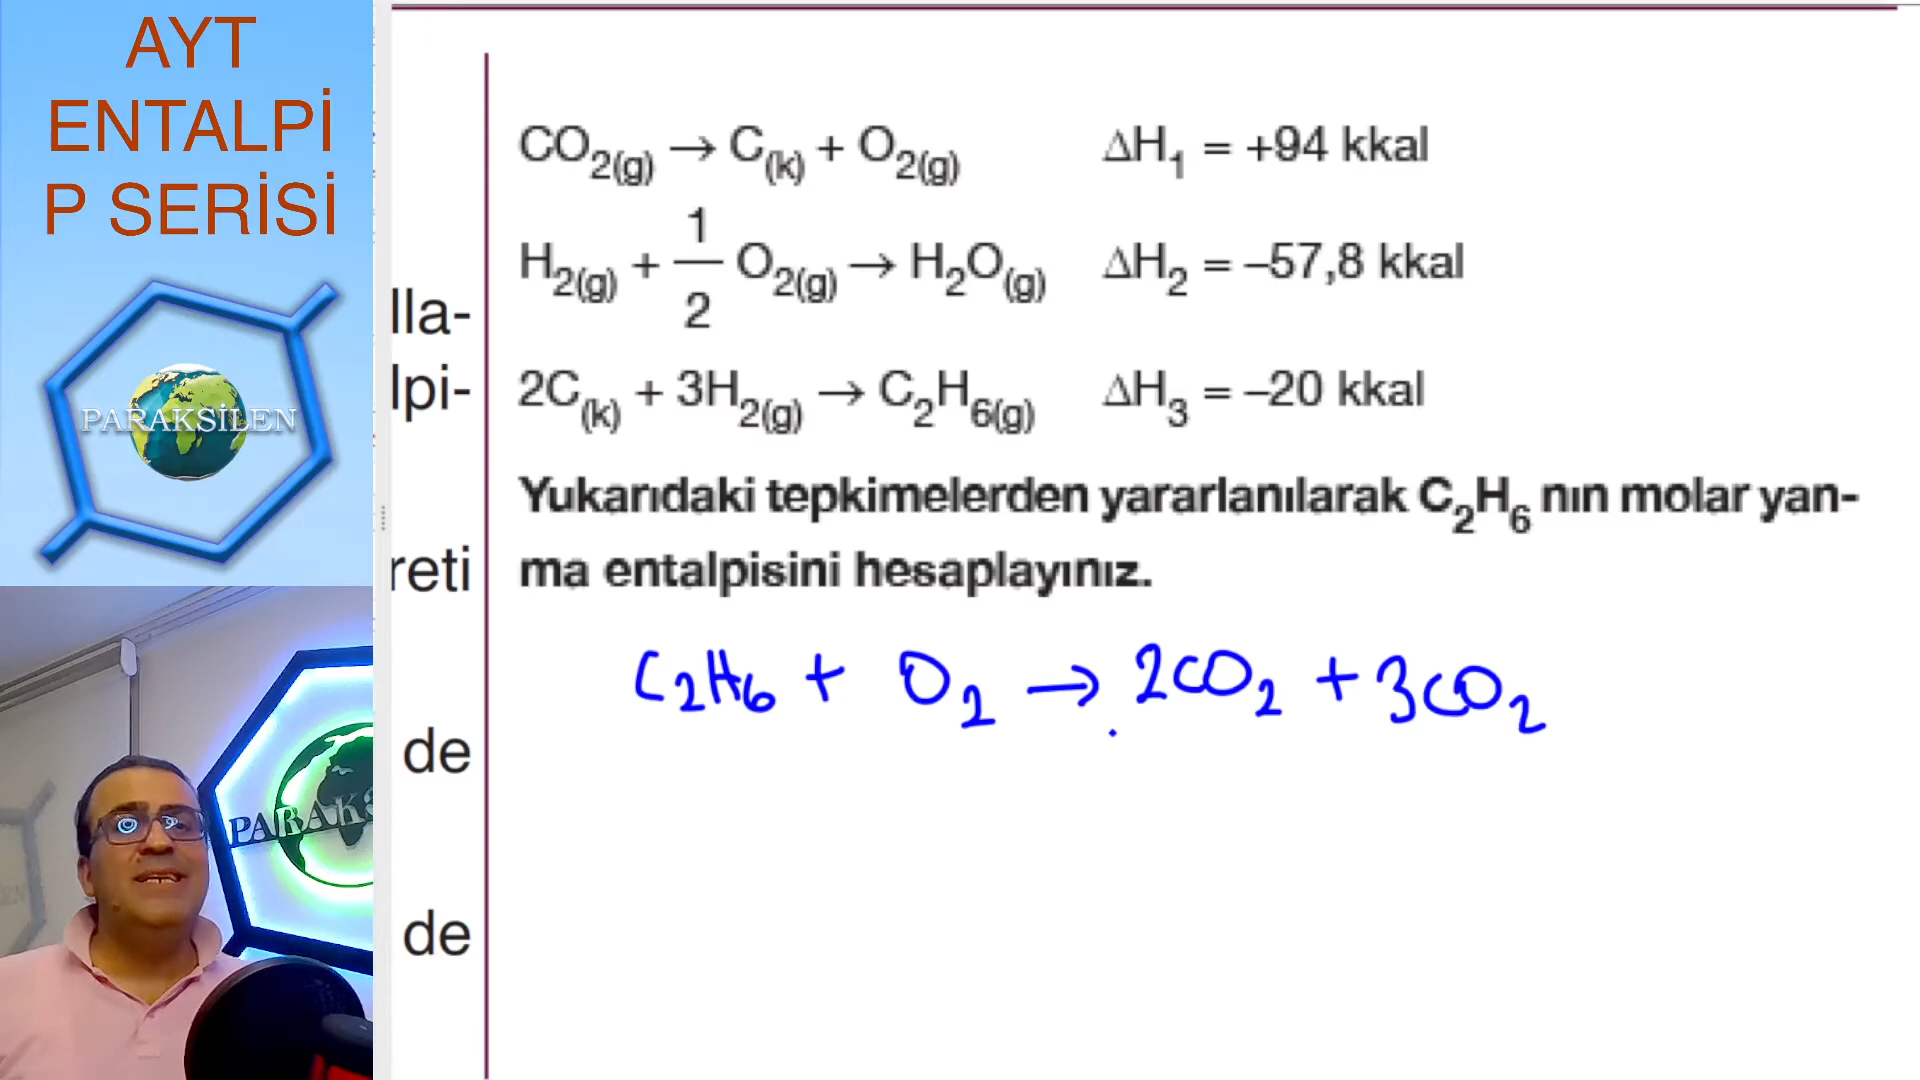 AYT
ENTALPİ
P SERİSİ
PARAKSİLEN
lla-
lpi-
reti
de
de
CO₂(g) → C(k) + O₂(g) ΔH₁ = +94 kkal
H₂(g) + 1/2 O₂(g) → H₂O(g) ΔH₂ = –57,8 kkal
2C(k) + 3H₂(g) → C₂H₆(g) ΔH₃ = –20 kkal
Yukarıdaki tepkimelerden yararlanılarak C₂H₆ nın molar yan-
ma entalpisini hesaplayınız.
C₂H₆ + O₂ → 2CO₂ + 3CO₂
PARAKS